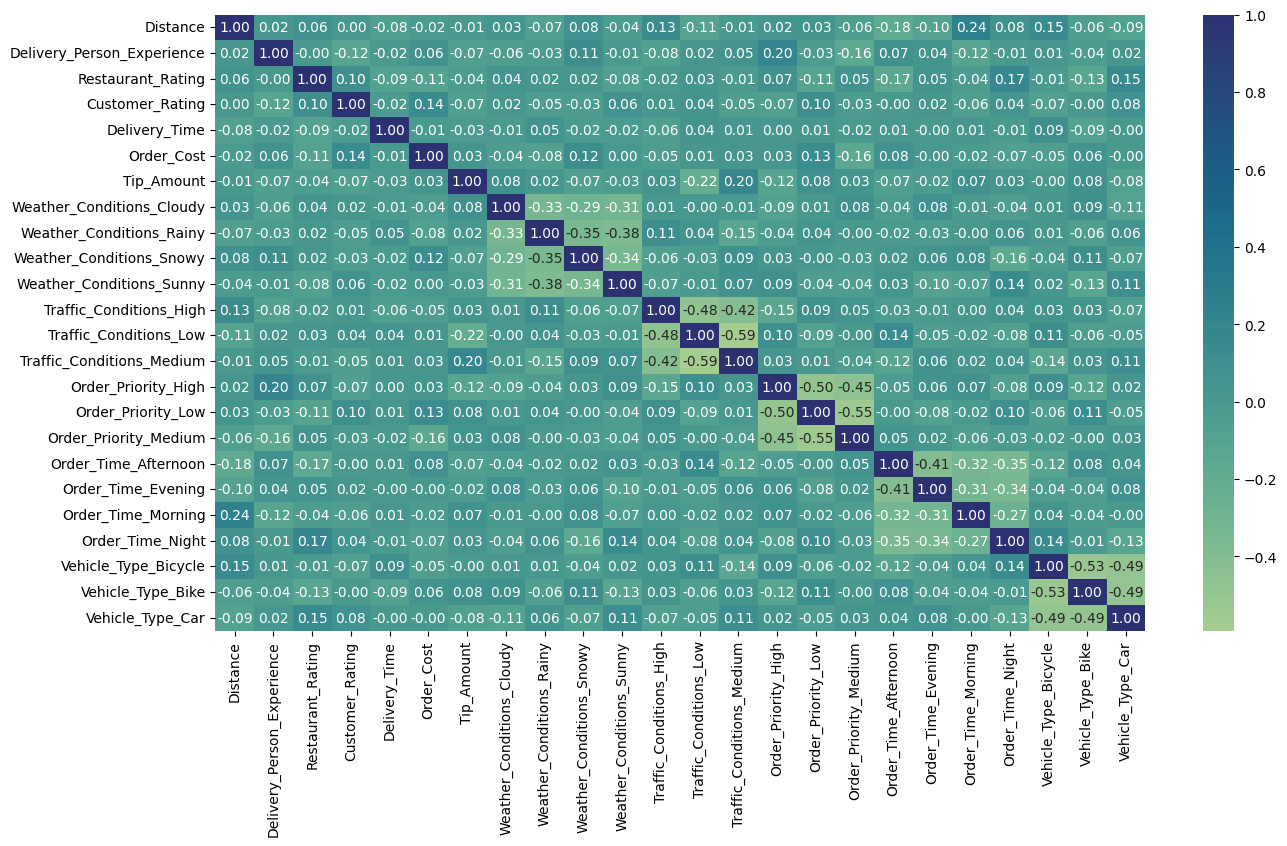 Distance 1.00 0.02 0.06 0.00 -0.08 -0.02 -0.01 0.03 -0.07 0.08 -0.04 0.13 -0.11 -0.01 0.02 0.03 -0.06 -0.18 -0.10 0.24 0.08 0.15 -0.06 -0.09
Delivery_Person_Experience 0.02 1.00 -0.00 -0.12 -0.02 0.06 -0.07 -0.06 -0.03 0.11 -0.01 -0.08 0.02 0.05 0.20 -0.03 -0.16 0.07 0.04 -0.12 -0.01 0.01 -0.04 0.02
Restaurant_Rating 0.06 -0.00 1.00 0.10 -0.09 -0.11 -0.04 0.04 0.02 0.02 -0.08 -0.02 0.03 -0.01 0.07 -0.11 0.05 -0.17 0.05 -0.04 0.17 -0.01 -0.13 0.15
Customer_Rating 0.00 -0.12 0.10 1.00 -0.02 0.14 -0.07 0.02 -0.05 -0.03 0.06 0.01 0.04 -0.05 -0.07 0.10 -0.03 -0.00 0.02 -0.06 0.04 -0.07 -0.00 0.08
Delivery_Time -0.08 -0.02 -0.09 -0.02 1.00 -0.01 -0.03 -0.01 0.05 -0.02 -0.02 -0.06 0.04 0.01 0.00 0.01 -0.02 0.01 -0.00 0.01 -0.01 0.09 -0.09 -0.00
Order_Cost -0.02 0.06 -0.11 0.14 -0.01 1.00 0.03 -0.04 -0.08 0.12 0.00 -0.05 0.01 0.03 0.03 0.13 -0.16 0.08 -0.00 -0.02 -0.07 -0.05 0.06 -0.00
Tip_Amount -0.01 -0.07 -0.04 -0.07 -0.03 0.03 1.00 0.08 0.02 -0.07 -0.03 0.03 -0.22 0.20 -0.12 0.08 0.03 -0.07 -0.02 0.07 0.03 -0.00 0.08 -0.08
Weather_Conditions_Cloudy 0.03 -0.06 0.04 0.02 -0.01 -0.04 0.08 1.00 -0.33 -0.29 -0.31 0.01 -0.00 -0.01 -0.09 0.01 0.08 -0.04 0.08 -0.01 -0.04 0.01 0.09 -0.11
Weather_Conditions_Rainy -0.07 -0.03 0.02 -0.05 0.05 -0.08 0.02 -0.33 1.00 -0.35 -0.38 0.11 0.04 -0.15 -0.04 0.04 -0.00 -0.02 -0.03 -0.00 0.06 0.01 -0.06 0.06
Weather_Conditions_Snowy 0.08 0.11 0.02 -0.03 -0.02 0.12 -0.07 -0.29 -0.35 1.00 -0.34 -0.06 -0.03 0.09 0.03 -0.00 -0.03 0.02 0.06 0.08 -0.16 -0.04 0.11 -0.07
Weather_Conditions_Sunny -0.04 -0.01 -0.08 0.06 -0.02 0.00 -0.03 -0.31 -0.38 -0.34 1.00 -0.07 -0.01 0.07 0.09 -0.04 -0.04 0.03 -0.10 -0.07 0.14 0.02 -0.13 0.11
Traffic_Conditions_High 0.13 -0.08 -0.02 0.01 -0.06 -0.05 0.03 0.01 0.11 -0.06 -0.07 1.00 -0.48 -0.42 -0.15 0.09 0.05 -0.03 -0.01 0.00 0.04 0.03 0.03 -0.07
Traffic_Conditions_Low -0.11 0.02 0.03 0.04 0.04 0.01 -0.22 -0.00 0.04 -0.03 -0.01 -0.48 1.00 -0.59 0.10 -0.09 -0.00 0.14 -0.05 -0.02 -0.08 0.11 -0.06 -0.05
Traffic_Conditions_Medium -0.01 0.05 -0.01 -0.05 0.01 0.03 0.20 -0.01 -0.15 0.09 0.07 -0.42 -0.59 1.00 0.03 0.01 -0.04 -0.12 0.06 0.02 0.04 -0.14 0.03 0.11
Order_Priority_High 0.02 0.20 0.07 -0.07 0.00 0.03 -0.12 -0.09 -0.04 0.03 0.09 -0.15 0.10 0.03 1.00 -0.50 -0.45 -0.05 0.06 0.07 -0.08 0.09 -0.12 0.02
Order_Priority_Low 0.03 -0.03 -0.11 0.10 0.01 0.13 0.08 0.01 0.04 -0.00 -0.04 0.09 -0.09 0.01 -0.50 1.00 -0.55 -0.00 -0.08 -0.02 0.10 -0.06 0.11 -0.05
Order_Priority_Medium -0.06 -0.16 0.05 -0.03 -0.02 -0.16 0.03 0.08 -0.00 -0.03 -0.04 0.05 -0.00 -0.04 -0.45 -0.55 1.00 0.05 0.02 -0.06 -0.03 -0.02 -0.00 0.03
Order_Time_Afternoon -0.18 0.07 -0.17 -0.00 0.01 0.08 -0.07 -0.04 -0.02 0.02 0.03 -0.03 0.14 -0.12 -0.05 -0.00 0.05 1.00 -0.41 -0.32 -0.35 -0.12 0.08 0.04
Order_Time_Evening -0.10 0.04 0.05 0.02 -0.00 -0.00 -0.02 0.08 -0.03 0.06 -0.10 -0.01 -0.05 0.06 0.06 -0.08 0.02 -0.41 1.00 -0.31 -0.34 -0.04 -0.04 0.08
Order_Time_Morning 0.24 -0.12 -0.04 -0.06 0.01 -0.02 0.07 -0.01 -0.00 0.08 -0.07 0.00 -0.02 0.02 0.07 -0.02 -0.06 -0.32 -0.31 1.00 -0.27 0.04 -0.04 -0.00
Order_Time_Night 0.08 -0.01 0.17 0.04 -0.01 -0.07 0.03 -0.04 0.06 -0.16 0.14 0.04 -0.08 0.04 -0.08 0.10 -0.03 -0.35 -0.34 -0.27 1.00 0.14 -0.01 -0.13
Vehicle_Type_Bicycle 0.15 0.01 -0.01 -0.07 0.09 -0.05 -0.00 0.01 0.01 -0.04 0.02 0.03 0.11 -0.14 0.09 -0.06 -0.02 -0.12 -0.04 0.04 0.14 1.00 -0.53 -0.49
Vehicle_Type_Bike -0.06 -0.04 -0.13 -0.00 -0.09 0.06 0.08 0.09 -0.06 0.11 -0.13 0.03 -0.06 0.03 -0.12 0.11 -0.00 0.08 -0.04 -0.04 -0.01 -0.53 1.00 -0.49
Vehicle_Type_Car -0.09 0.02 0.15 0.08 -0.00 -0.00 -0.08 -0.11 0.06 -0.07 0.11 -0.07 -0.05 0.11 0.02 -0.05 0.03 0.04 0.08 -0.00 -0.13 -0.49 -0.49 1.00
Distance
Delivery_Person_Experience
Restaurant_Rating
Customer_Rating
Delivery_Time
Order_Cost
Tip_Amount
Weather_Conditions_Cloudy
Weather_Conditions_Rainy
Weather_Conditions_Snowy
Weather_Conditions_Sunny
Traffic_Conditions_High
Traffic_Conditions_Low
Traffic_Conditions_Medium
Order_Priority_High
Order_Priority_Low
Order_Priority_Medium
Order_Time_Afternoon
Order_Time_Evening
Order_Time_Morning
Order_Time_Night
Vehicle_Type_Bicycle
Vehicle_Type_Bike
Vehicle_Type_Car
1.0
0.8
0.6
0.4
0.2
0.0
−0.2
−0.4